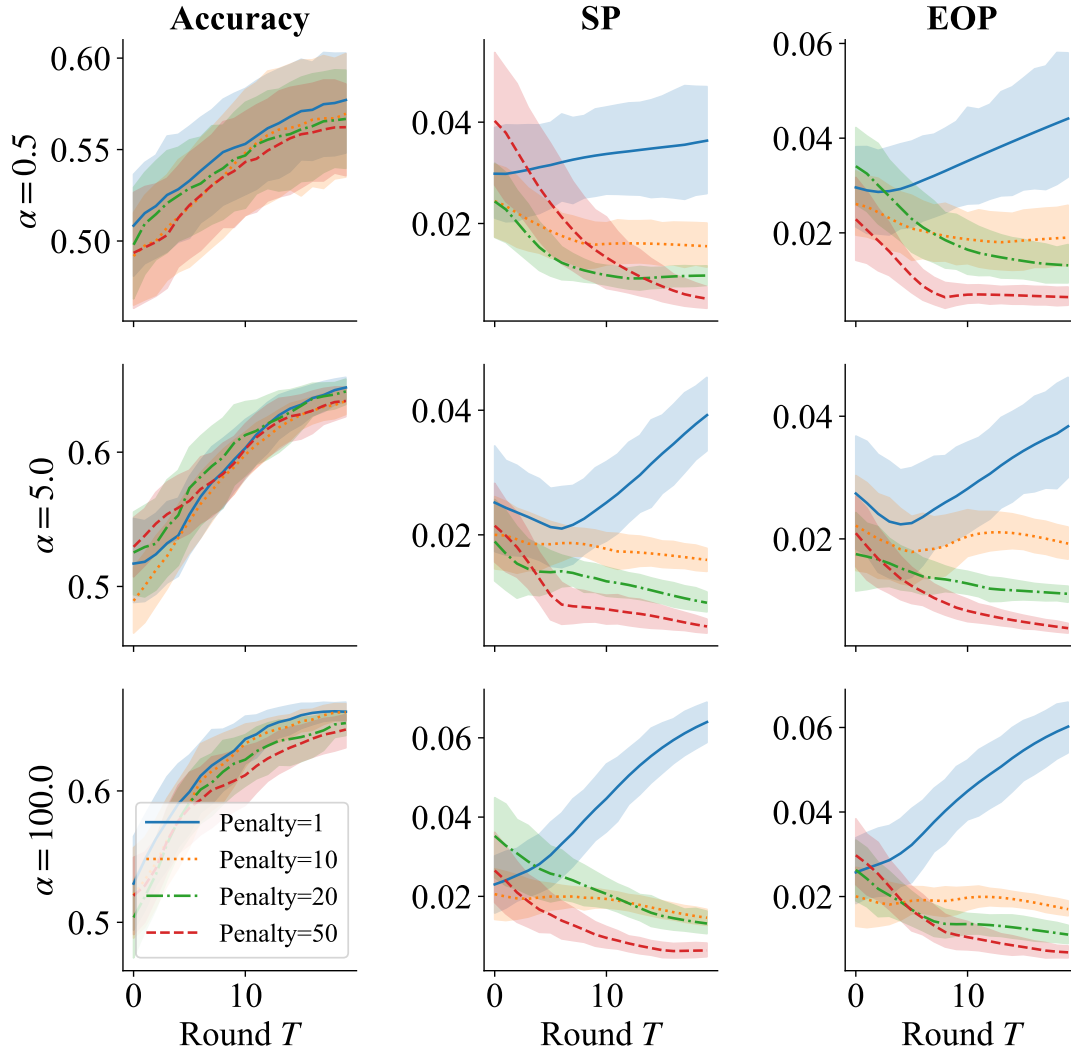 Accuracy SP EOP
α = 0.5
0.60
0.55
0.50
0.04
0.02
0.06
0.04
0.02
α = 5.0
0.6
0.5
0.04
0.02
0.04
0.02
α = 100.0
0.6
0.5
0.06
0.04
0.02
0.06
0.04
0.02
Penalty=1
Penalty=10
Penalty=20
Penalty=50
0 10 0 10 0 10
Round T Round T Round T